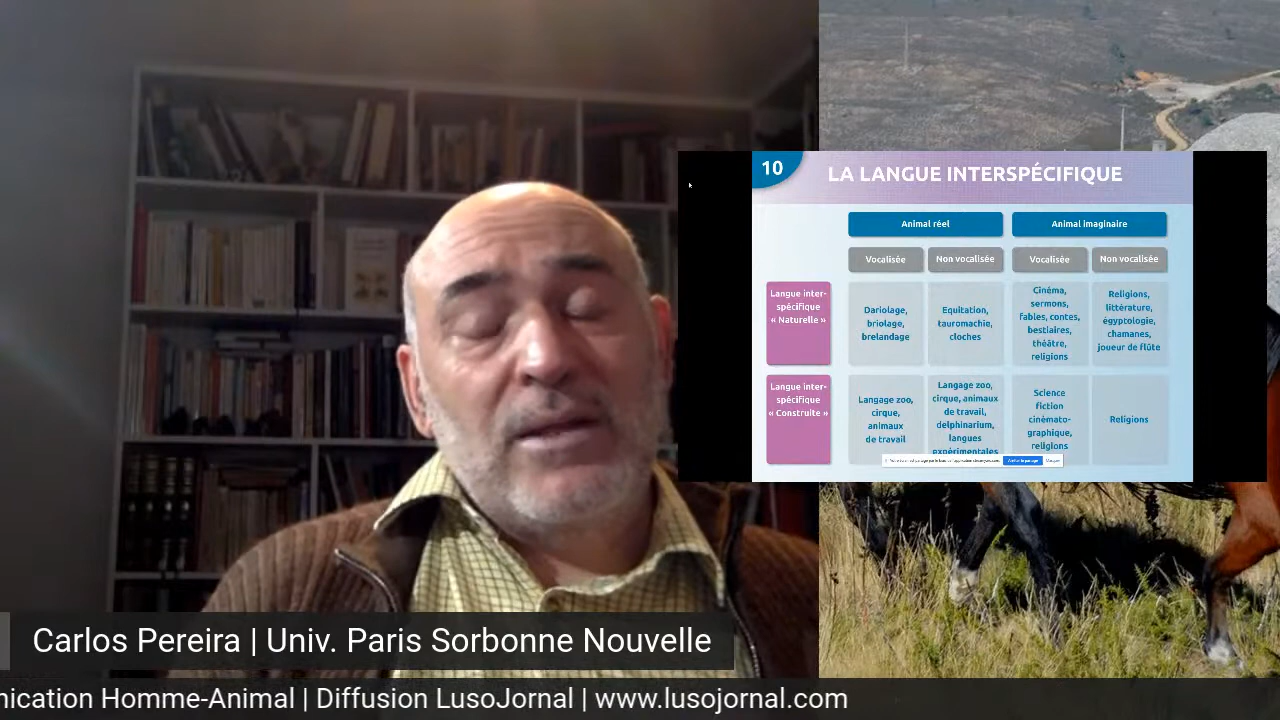 10
LA LANGUE INTERSPÉCIFIQUE
Animal réel
Animal imaginaire
Vocalisée
Non vocalisée
Vocalisée
Non vocalisée
Langue inter-
spécifique
« Naturelle »
Dariolage,
briolage,
brelandage
Equitation,
tauromachie,
cloches
Cinéma,
sermons,
fables, contes,
bestiaires,
théâtre,
religions
Religions,
littérature,
égyptologie,
chamanes,
joueur de flûte
Langue inter-
spécifique
« Construite »
Langage zoo,
cirque,
animaux
de travail
Langage zoo,
cirque, animaux
de travail,
delphinarium,
langues
expérimentales
Science
fiction
cinémato-
graphique,
religions
Religions
Arrêter le partage
Carlos Pereira | Univ. Paris Sorbonne Nouvelle
nication Homme-Animal | Diffusion LusoJournal | www.lusojornal.com